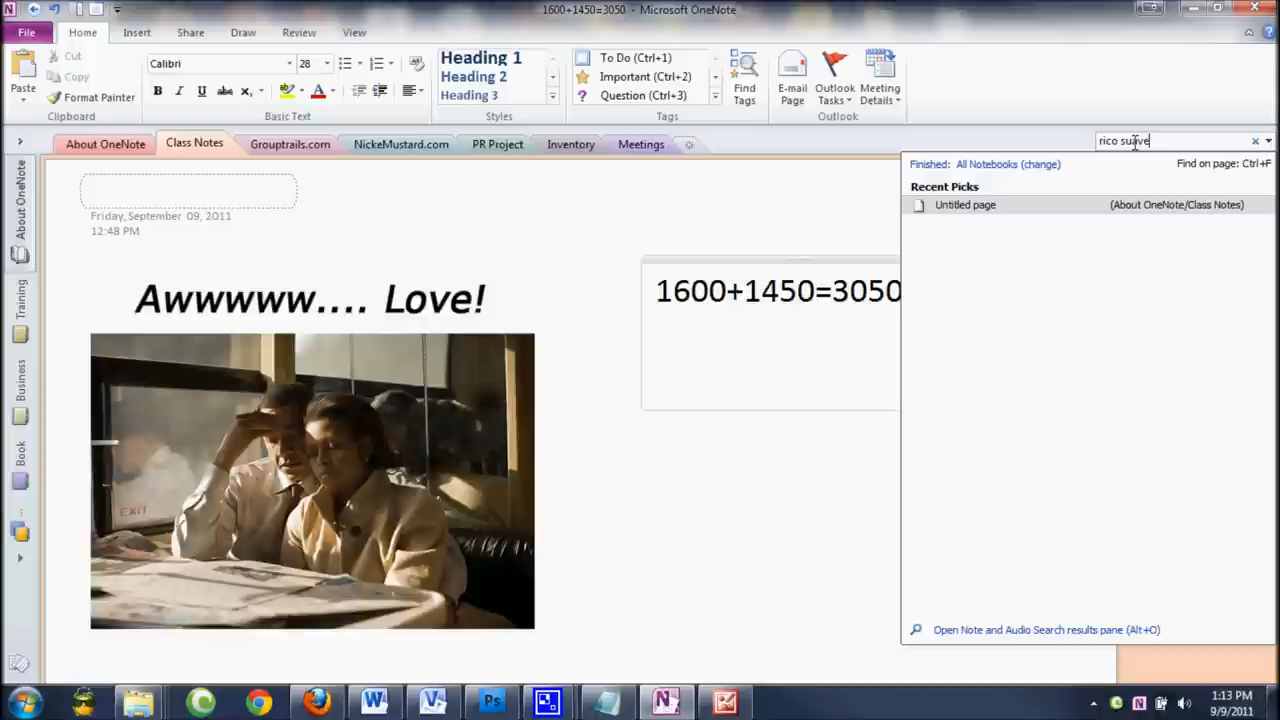 1600+1450=3050 - Microsoft OneNote
File Home Insert Share Draw Review View
Cut
Copy
Format Painter
Paste
Clipboard
Calibri 28
B I U abc X₂ A
Basic Text
Heading 1
Heading 2
Heading 3
Styles
To Do (Ctrl+1)
Important (Ctrl+2)
Question (Ctrl+3)
Tags
Find Tags
E-mail Page
Outlook Tasks
Meeting Details
Outlook
About OneNote Class Notes Grouptrails.com NickeMustard.com PR Project Inventory Meetings
rico suave
Finished: All Notebooks (change) Find on page: Ctrl+F
Recent Picks
Untitled page (About OneNote/Class Notes)
Open Note and Audio Search results pane (Alt+O)
About OneNote
Training
Business
Book
Friday, September 09, 2011
12:48 PM
Awwwww.... Love!
1600+1450=3050
EXIT
W V Ps N
1:13 PM
9/9/2011